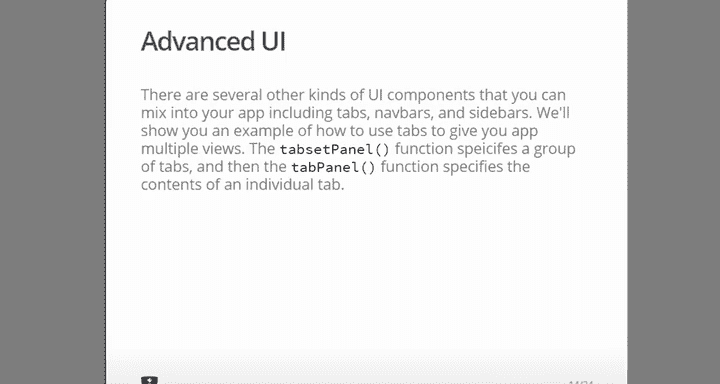 Advanced UI
There are several other kinds of UI components that you can
mix into your app including tabs, navbars, and sidebars. We'll
show you an example of how to use tabs to give you app
multiple views. The tabsetPanel() function speicifes a group
of tabs, and then the tabPanel() function specifies the
contents of an individual tab.